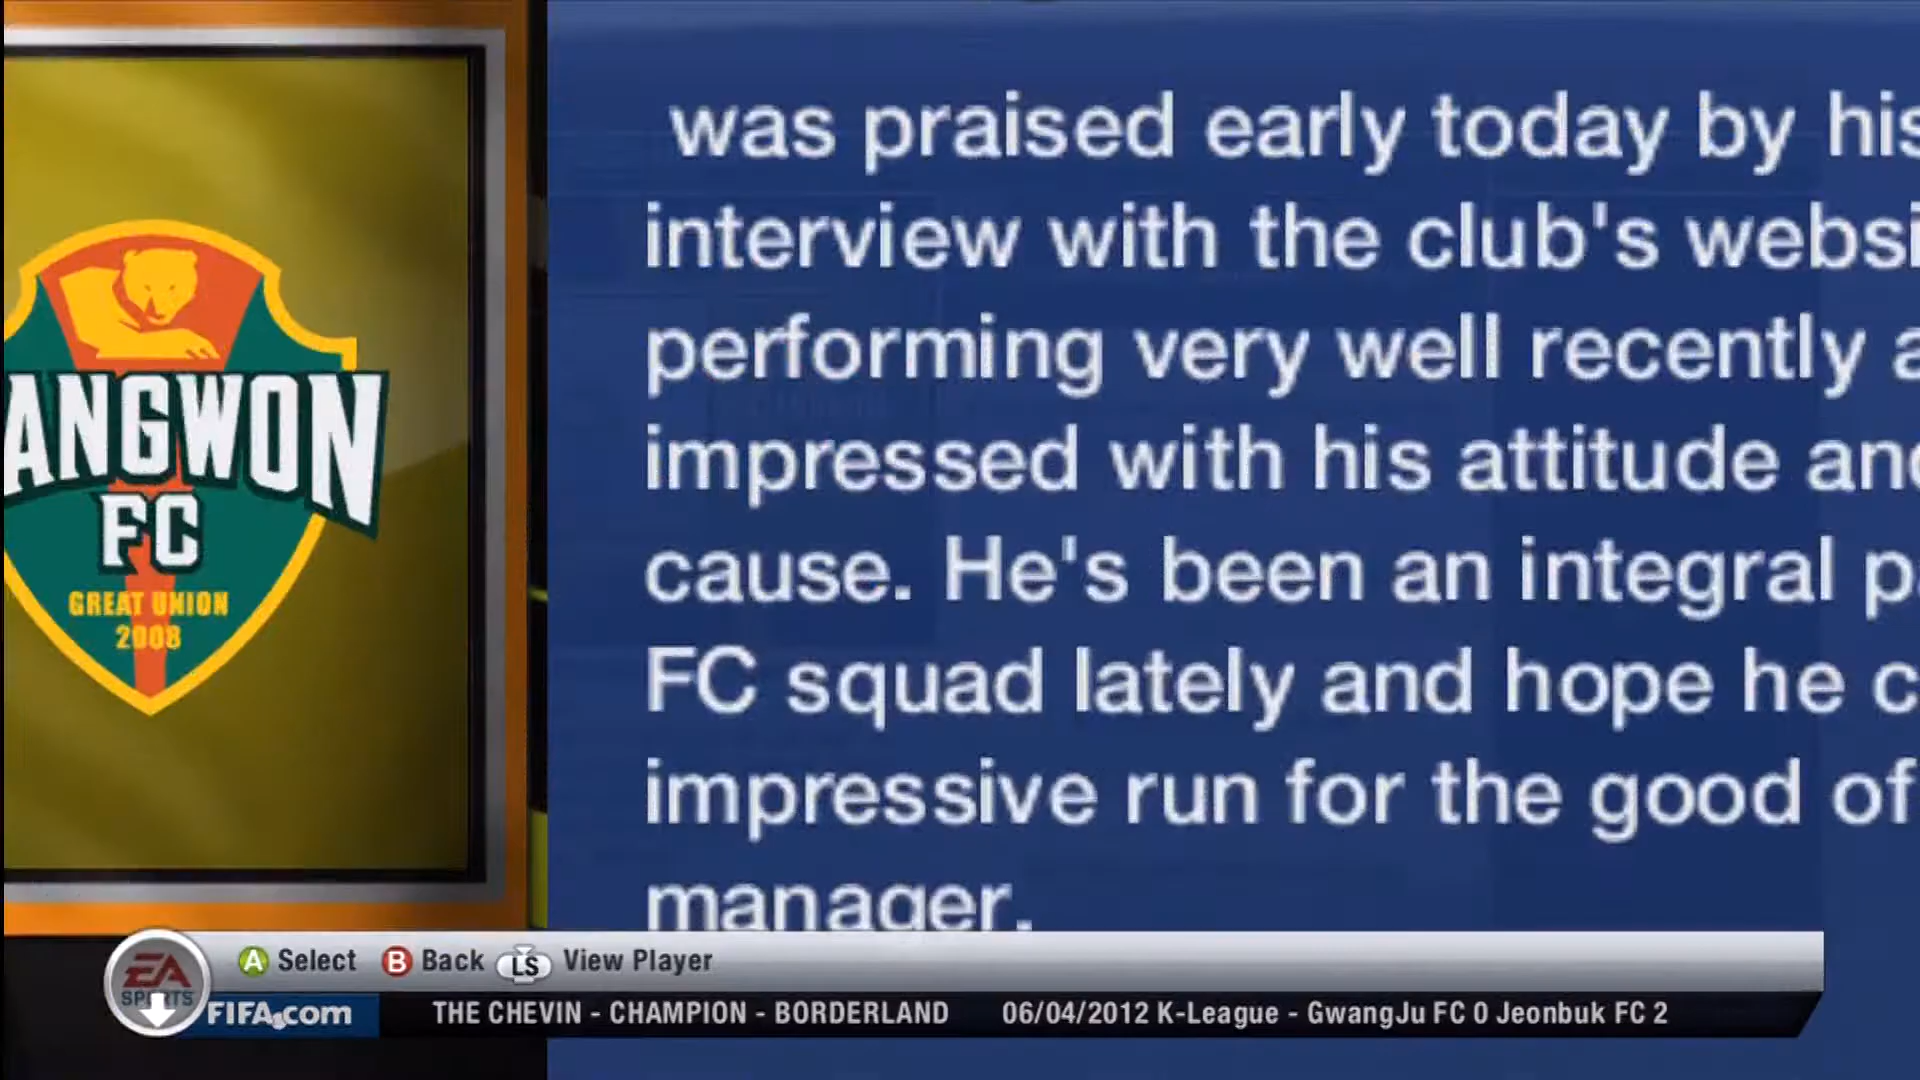 ANGWON
FC
GREAT UNION
2008
was praised early today by his
interview with the club's websi
performing very well recently a
impressed with his attitude and
cause. He's been an integral pa
FC squad lately and hope he c
impressive run for the good of
manager.
A Select B Back LS View Player
EA
SPORTS
FIFA.com THE CHEVIN - CHAMPION - BORDERLAND 06/04/2012 K-League - GwangJu FC 0 Jeonbuk FC 2